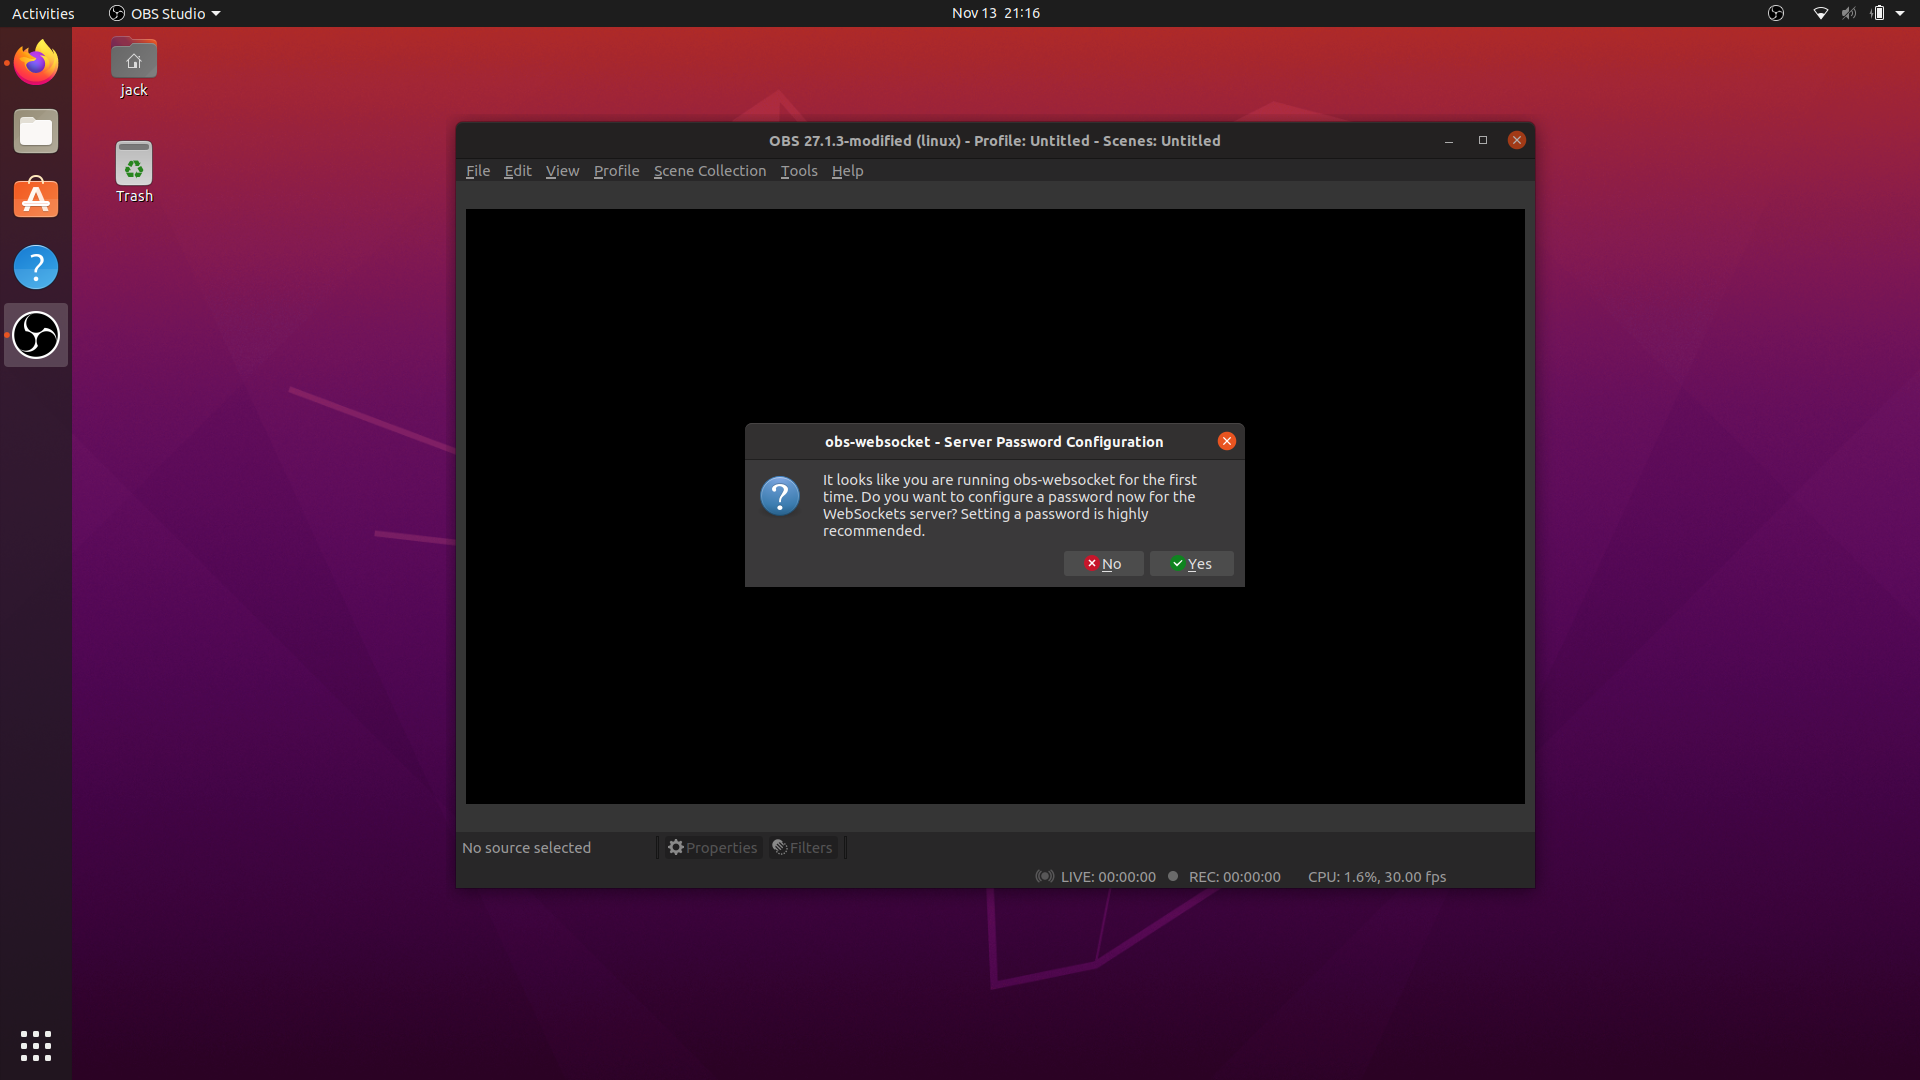 Activities
OBS Studio
Nov 13 21:16
jack
Trash
OBS 27.1.3-modified (linux) - Profile: Untitled - Scenes: Untitled
File Edit View Profile Scene Collection Tools Help
obs-websocket - Server Password Configuration
It looks like you are running obs-websocket for the first
time. Do you want to configure a password now for the
WebSockets server? Setting a password is highly
recommended.
No Yes
No source selected
Properties Filters
LIVE: 00:00:00 REC: 00:00:00 CPU: 1.6%, 30.00 fps